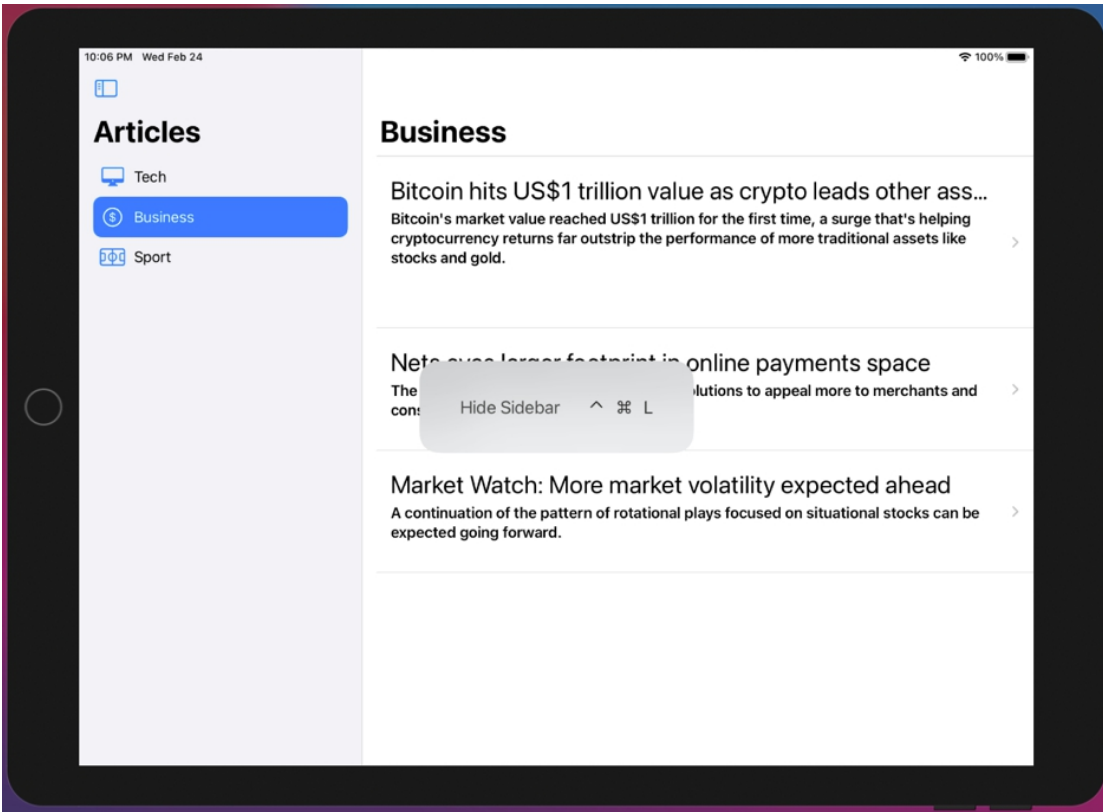 10:06 PM Wed Feb 24
100%
Articles
Tech
Business
Sport
Business
Bitcoin hits US$1 trillion value as crypto leads other ass...
Bitcoin's market value reached US$1 trillion for the first time, a surge that's helping
cryptocurrency returns far outstrip the performance of more traditional assets like
stocks and gold.
online payments space
The
lutions to appeal more to merchants and
cons
Hide Sidebar ^ ⌘ L
Market Watch: More market volatility expected ahead
A continuation of the pattern of rotational plays focused on situational stocks can be
expected going forward.